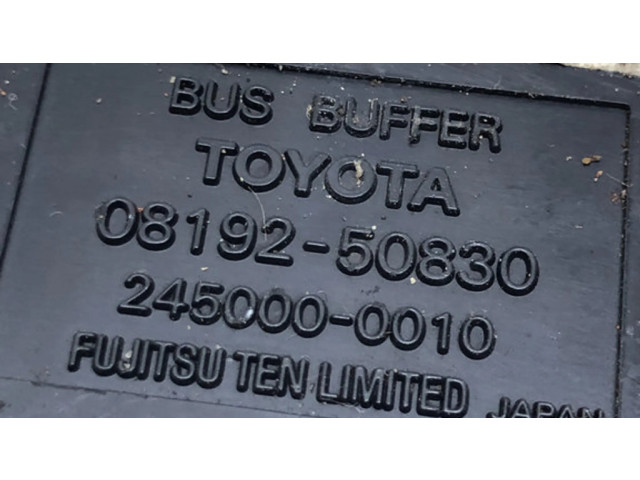 BUS BUFFER
TOYOTA
08192-50830
245000-0010
FUJITSU TEN LIMITED JAPAN